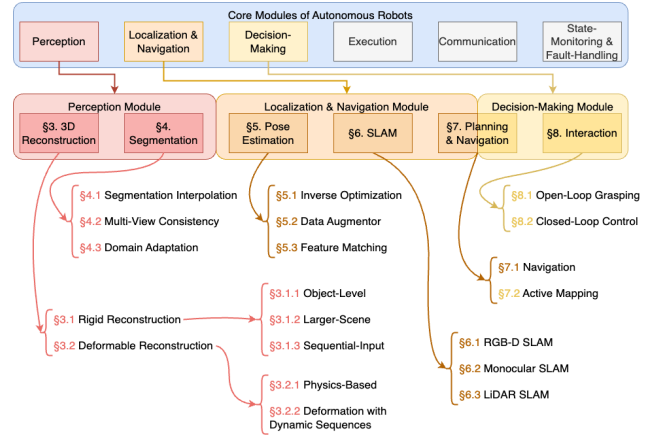 Core Modules of Autonomous Robots
Perception
Localization &
Navigation
Decision-
Making
Execution
Communication
State-
Monitoring &
Fault-Handling
Perception Module
§3. 3D
Reconstruction
§4.
Segmentation
Localization & Navigation Module
§5. Pose
Estimation
§6. SLAM
§7. Planning
& Navigation
Decision-Making Module
§8. Interaction
§4.1 Segmentation Interpolation
§4.2 Multi-View Consistency
§4.3 Domain Adaptation
§5.1 Inverse Optimization
§5.2 Data Augmentor
§5.3 Feature Matching
§8.1 Open-Loop Grasping
§8.2 Closed-Loop Control
§7.1 Navigation
§7.2 Active Mapping
§3.1 Rigid Reconstruction
§3.2 Deformable Reconstruction
§3.1.1 Object-Level
§3.1.2 Larger-Scene
§3.1.3 Sequential-Input
§3.2.1 Physics-Based
§3.2.2 Deformation with
Dynamic Sequences
§6.1 RGB-D SLAM
§6.2 Monocular SLAM
§6.3 LiDAR SLAM